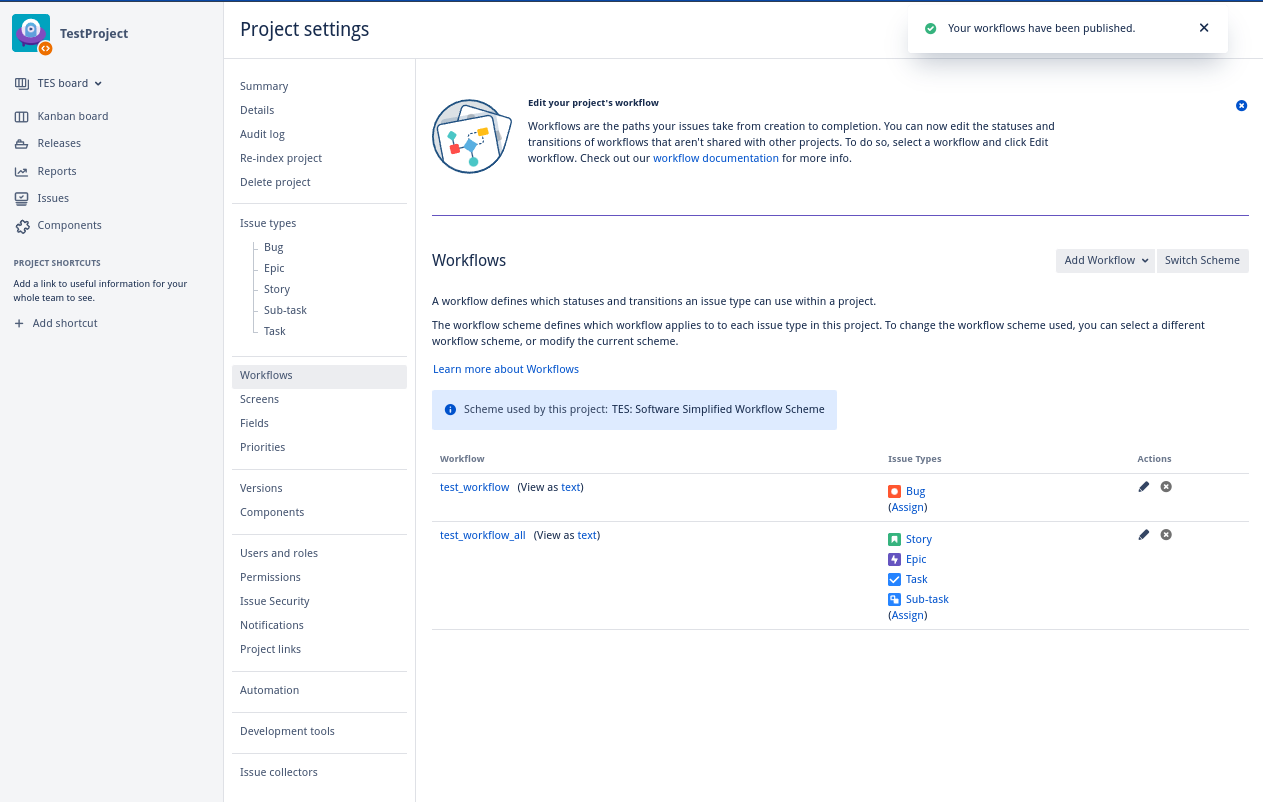 TestProject
TES board
Kanban board
Releases
Reports
Issues
Components
PROJECT SHORTCUTS
Add a link to useful information for your
whole team to see.
Add shortcut
Project settings
Your workflows have been published.
Summary
Details
Audit log
Re-index project
Delete project
Issue types
Bug
Epic
Story
Sub-task
Task
Workflows
Screens
Fields
Priorities
Versions
Components
Users and roles
Permissions
Issue Security
Notifications
Project links
Automation
Development tools
Issue collectors
Edit your project's workflow
Workflows are the paths your issues take from creation to completion. You can now edit the statuses and
transitions of workflows that aren't shared with other projects. To do so, select a workflow and click Edit
workflow. Check out our workflow documentation for more info.
Workflows
Add Workflow
Switch Scheme
A workflow defines which statuses and transitions an issue type can use within a project.
The workflow scheme defines which workflow applies to to each issue type in this project. To change the workflow scheme used, you can select a different
workflow scheme, or modify the current scheme.
Learn more about Workflows
Scheme used by this project: TES: Software Simplified Workflow Scheme
Workflow Issue Types Actions
test_workflow (View as text) Bug
(Assign)
test_workflow_all (View as text) Story
Epic
Task
Sub-task
(Assign)